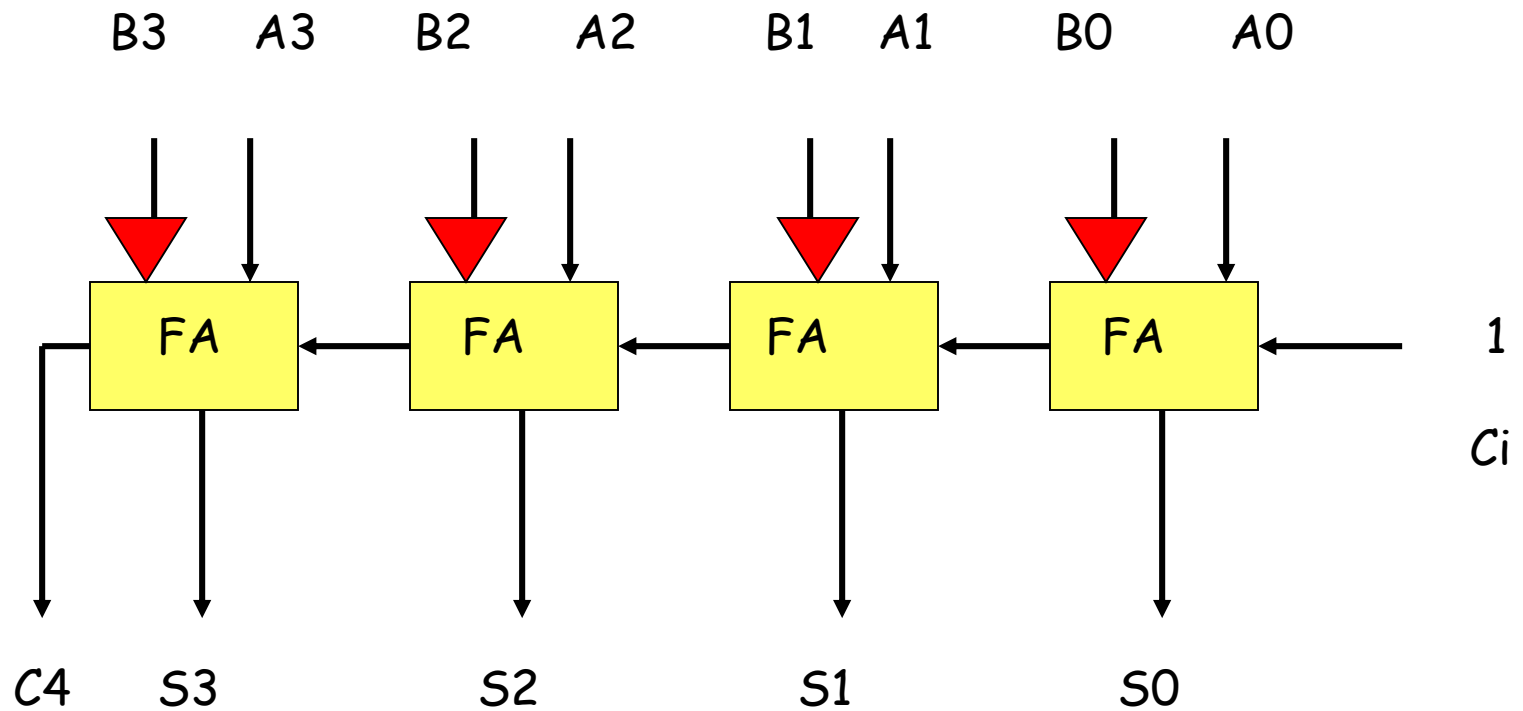 B3 A3 B2 A2 B1 A1 B0 A0
FA FA FA FA 1
Ci
C4 S3 S2 S1 S0